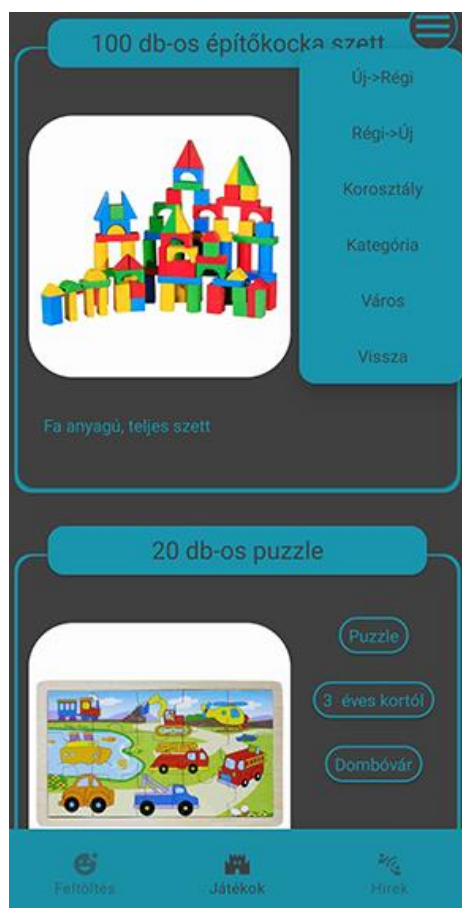 100 db-os építőkocka szett
Új->Régi
Régi->Új
Korosztály
Kategória
Város
Vissza
Fa anyagú, teljes szett
20 db-os puzzle
Puzzle
3 éves kortól
Dombóvár
Feltöltés
Játékok
Hírek